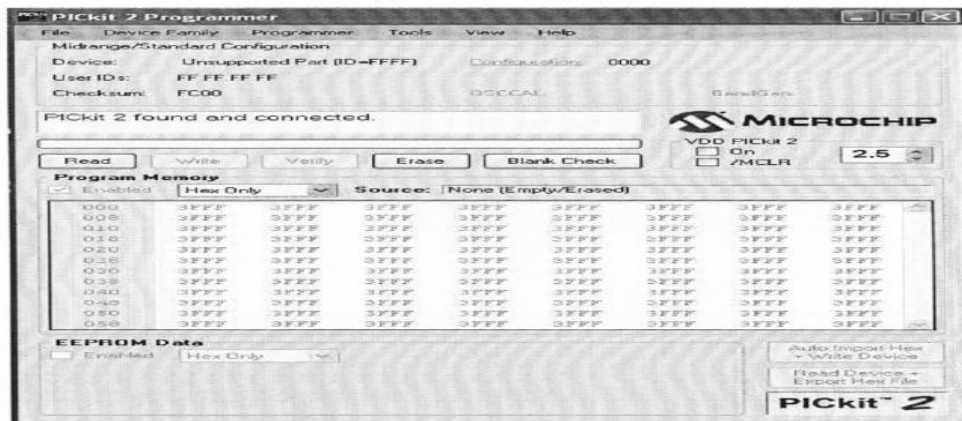 PICkit 2 Programmer
File Device Family Programmer Tools View Help
Midrange/Standard Configuration
Device: Unsupported Part (ID=FFFF) Configuration: 0000
User IDs: FF FF FF FF
Checksum: FC00 OSCCAL: BandGap:
PICkit 2 found and connected.
MICROCHIP
VDD PICkit 2
On
/MCLR
2.5
Read Write Verify Erase Blank Check
Program Memory
Enabled Hex Only Source: None (Empty/Erased)
000 3FFF 3FFF 3FFF 3FFF 3FFF 3FFF 3FFF 3FFF
008 3FFF 3FFF 3FFF 3FFF 3FFF 3FFF 3FFF 3FFF
010 3FFF 3FFF 3FFF 3FFF 3FFF 3FFF 3FFF 3FFF
018 3FFF 3FFF 3FFF 3FFF 3FFF 3FFF 3FFF 3FFF
020 3FFF 3FFF 3FFF 3FFF 3FFF 3FFF 3FFF 3FFF
028 3FFF 3FFF 3FFF 3FFF 3FFF 3FFF 3FFF 3FFF
030 3FFF 3FFF 3FFF 3FFF 3FFF 3FFF 3FFF 3FFF
038 3FFF 3FFF 3FFF 3FFF 3FFF 3FFF 3FFF 3FFF
040 3FFF 3FFF 3FFF 3FFF 3FFF 3FFF 3FFF 3FFF
048 3FFF 3FFF 3FFF 3FFF 3FFF 3FFF 3FFF 3FFF
050 3FFF 3FFF 3FFF 3FFF 3FFF 3FFF 3FFF 3FFF
058 3FFF 3FFF 3FFF 3FFF 3FFF 3FFF 3FFF 3FFF
EEPROM Data
Enabled Hex Only
Auto Import Hex
+ Write Device
Read Device +
Export Hex File
PICkit™ 2